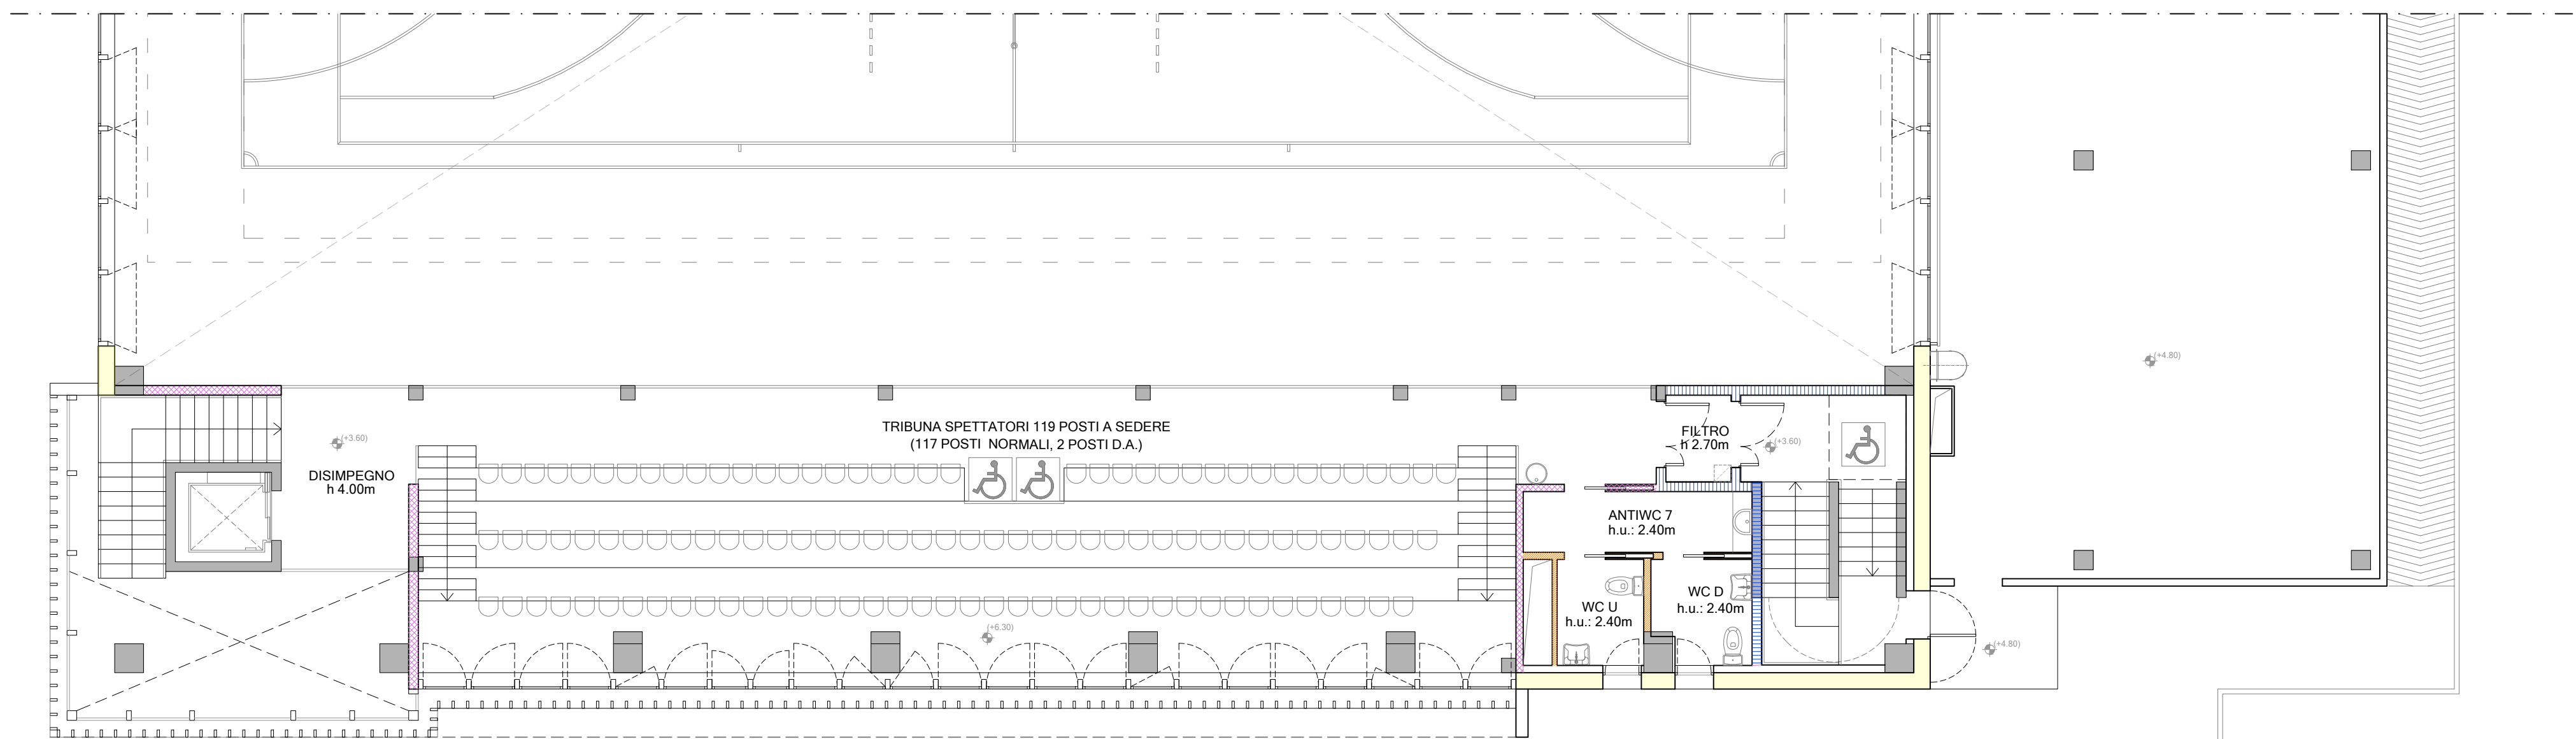 TRIBUNA SPETTATORI 119 POSTI A SEDERE
(117 POSTI NORMALI, 2 POSTI D.A.)
(+3.60)
DISIMPEGNO
h 4.00m
FILTRO
h 2.70m
(+3.60)
(+4.80)
ANTIWC 7
h.u.: 2.40m
WC U
h.u.: 2.40m
WC D
h.u.: 2.40m
(+6.30)
(+4.80)